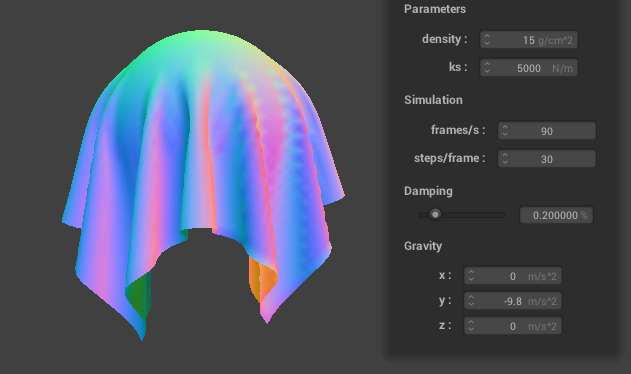 Parameters
density : 15 g/cm^2
ks : 5000 N/m
Simulation
frames/s : 90
steps/frame : 30
Damping
0.200000 %
Gravity
x : 0 m/s^2
y : -9.8 m/s^2
z : 0 m/s^2